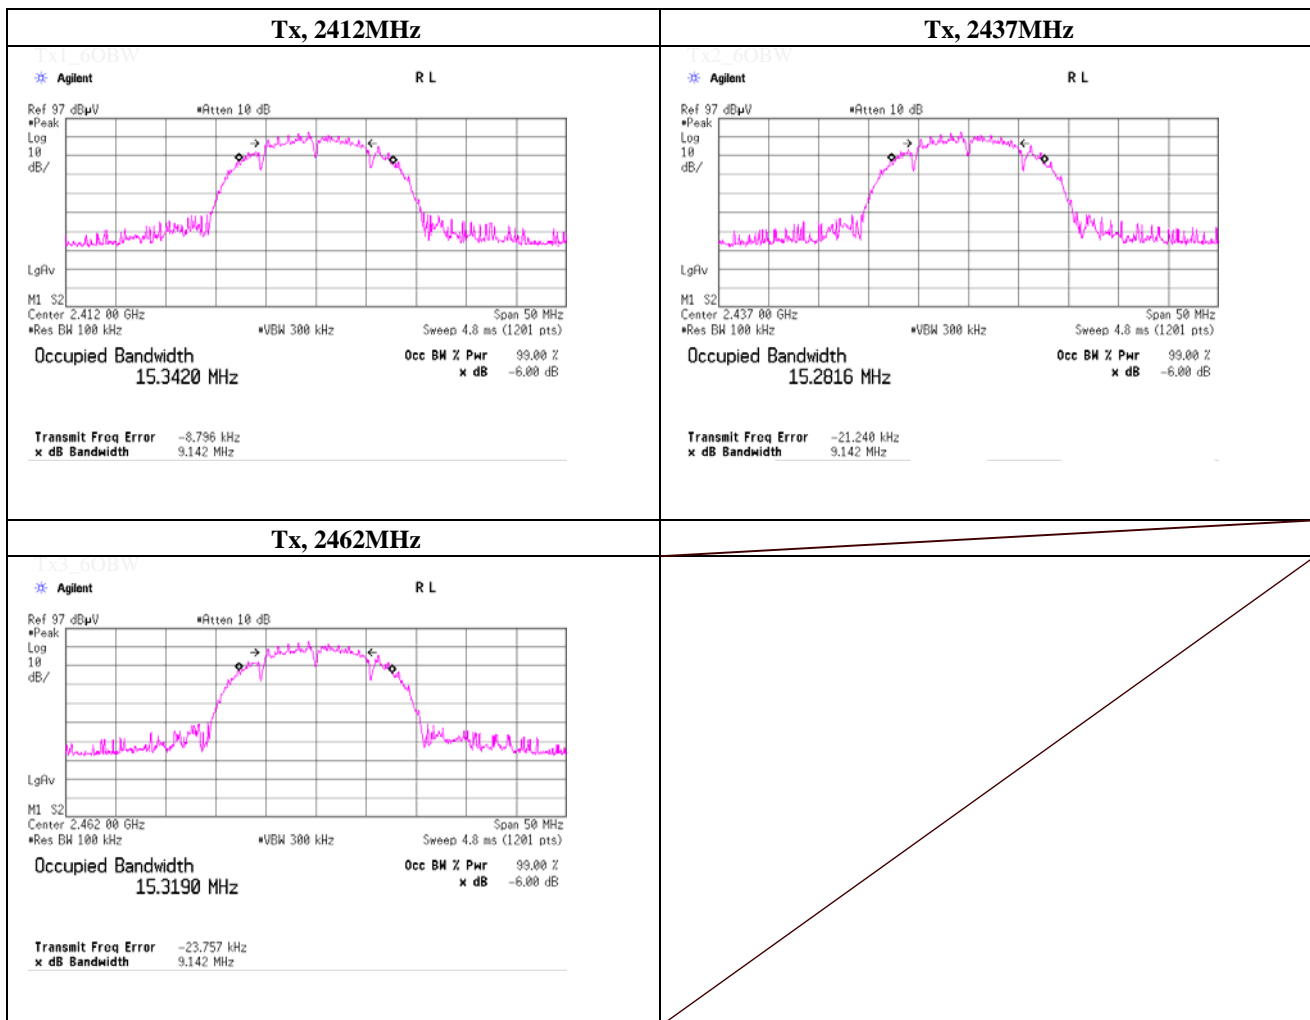 Tx, 2412MHz
Tx1_6OBW
Agilent
R L
Ref 97 dBµV
#Atten 10 dB
#Peak
Log
10
dB/
LgAv
M1 S2
Center 2.412 00 GHz
Span 50 MHz
#Res BW 100 kHz
#VBW 300 kHz
Sweep 4.8 ms (1201 pts)
Occupied Bandwidth
15.3420 MHz
Occ BW % Pwr 99.00 %
x dB -6.00 dB
Transmit Freq Error -8.796 kHz
x dB Bandwidth 9.142 MHz
Tx, 2437MHz
Tx2_6OBW
Agilent
R L
Ref 97 dBµV
#Atten 10 dB
#Peak
Log
10
dB/
LgAv
M1 S2
Center 2.437 00 GHz
Span 50 MHz
#Res BW 100 kHz
#VBW 300 kHz
Sweep 4.8 ms (1201 pts)
Occupied Bandwidth
15.2816 MHz
Occ BW % Pwr 99.00 %
x dB -6.00 dB
Transmit Freq Error -21.240 kHz
x dB Bandwidth 9.142 MHz
Tx, 2462MHz
Tx3_6OBW
Agilent
R L
Ref 97 dBµV
#Atten 10 dB
#Peak
Log
10
dB/
LgAv
M1 S2
Center 2.462 00 GHz
Span 50 MHz
#Res BW 100 kHz
#VBW 300 kHz
Sweep 4.8 ms (1201 pts)
Occupied Bandwidth
15.3190 MHz
Occ BW % Pwr 99.00 %
x dB -6.00 dB
Transmit Freq Error -23.757 kHz
x dB Bandwidth 9.142 MHz